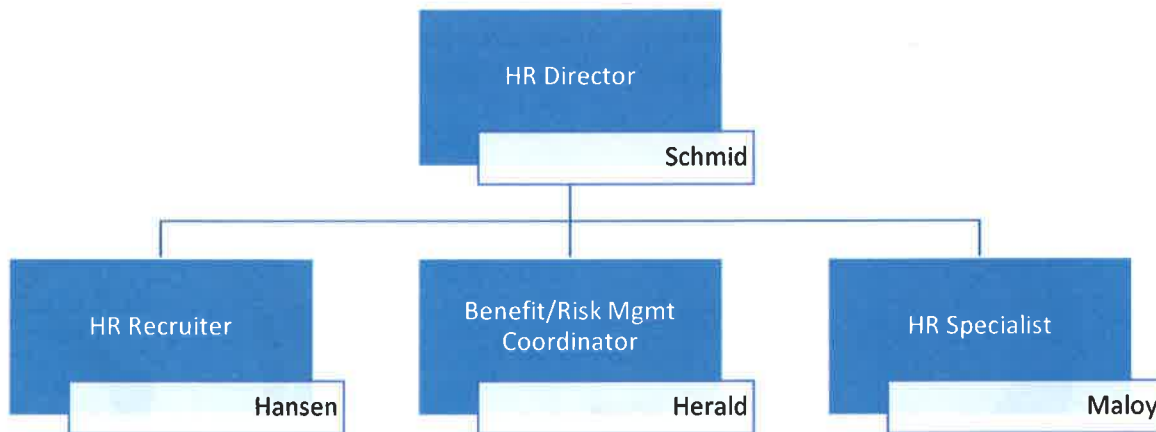 HR Director
Schmid
HR Recruiter
Hansen
Benefit/Risk Mgmt
Coordinator
Herald
HR Specialist
Maloy